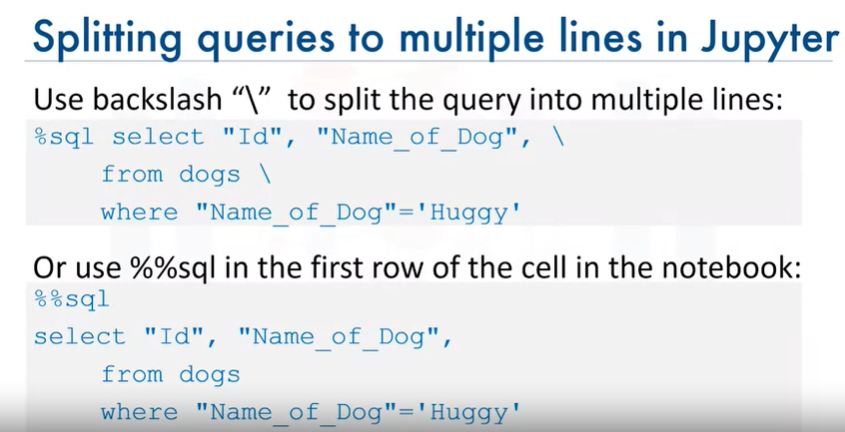 Splitting queries to multiple lines in Jupyter
Use backslash “\” to split the query into multiple lines:
%sql select "Id", "Name_of_Dog", \
from dogs \
where "Name_of_Dog"='Huggy'
Or use %%sql in the first row of the cell in the notebook:
%%sql
select "Id", "Name_of_Dog",
from dogs
where "Name_of_Dog"='Huggy'